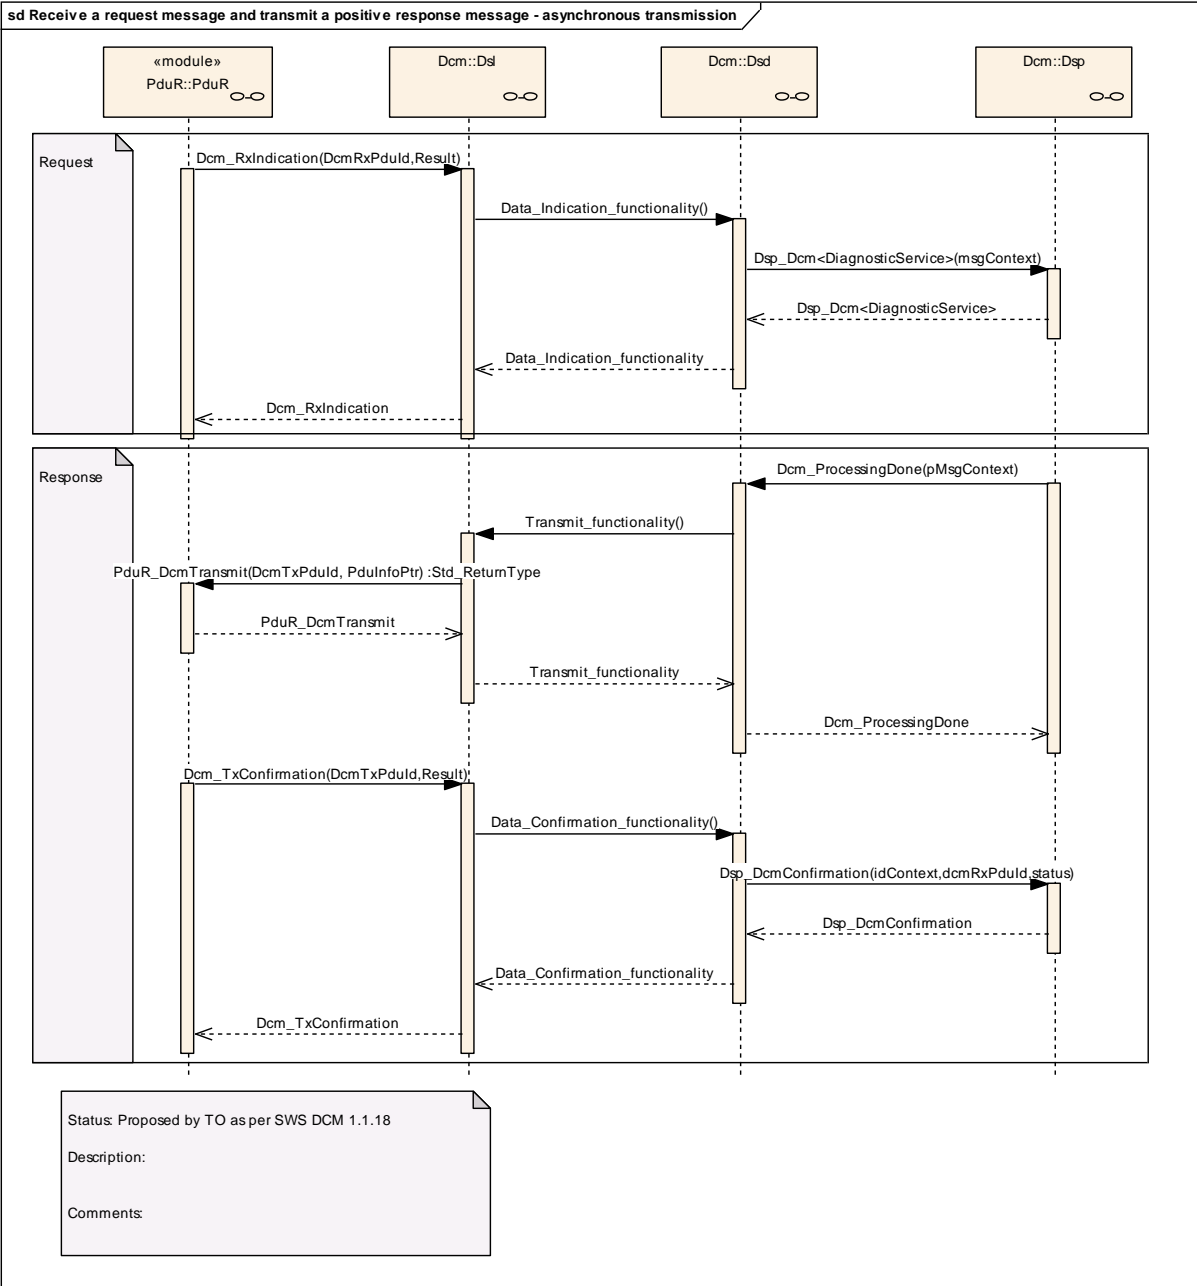 sd Receive a request message and transmit a positive response message - asynchronous transmission
«module»
PduR::PduR
Dcm::Dsl
Dcm::Dsd
Dcm::Dsp
Request
Dcm_RxIndication(DcmRxPduId,Result)
Data_Indication_functionality()
Dsp_Dcm<DiagnosticService>(msgContext)
Dsp_Dcm<DiagnosticService>
Data_Indication_functionality
Dcm_RxIndication
Response
Dcm_ProcessingDone(pMsgContext)
Transmit_functionality()
PduR_DcmTransmit(DcmTxPduId, PduInfoPtr) :Std_ReturnType
PduR_DcmTransmit
Transmit_functionality
Dcm_ProcessingDone
Dcm_TxConfirmation(DcmTxPduId,Result)
Data_Confirmation_functionality()
Dsp_DcmConfirmation(idContext,dcmRxPduId,status)
Dsp_DcmConfirmation
Data_Confirmation_functionality
Dcm_TxConfirmation
Status: Proposed by TO as per SWS DCM 1.1.18
Description:
Comments: